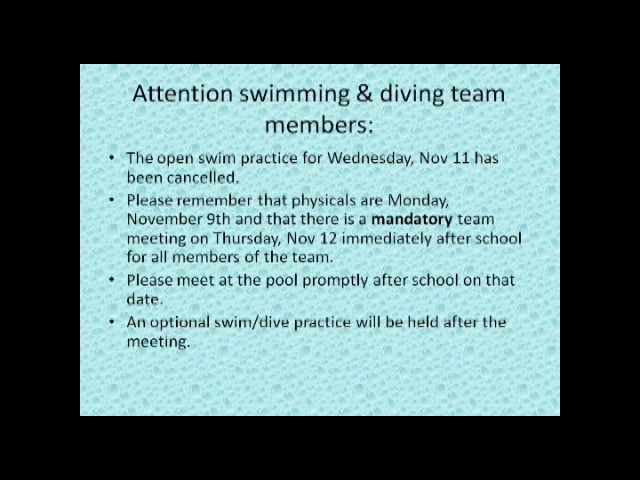 Attention swimming & diving team
members:
• The open swim practice for Wednesday, Nov 11 has
been cancelled.
• Please remember that physicals are Monday,
November 9th and that there is a mandatory team
meeting on Thursday, Nov 12 immediately after school
for all members of the team.
• Please meet at the pool promptly after school on that
date.
• An optional swim/dive practice will be held after the
meeting.